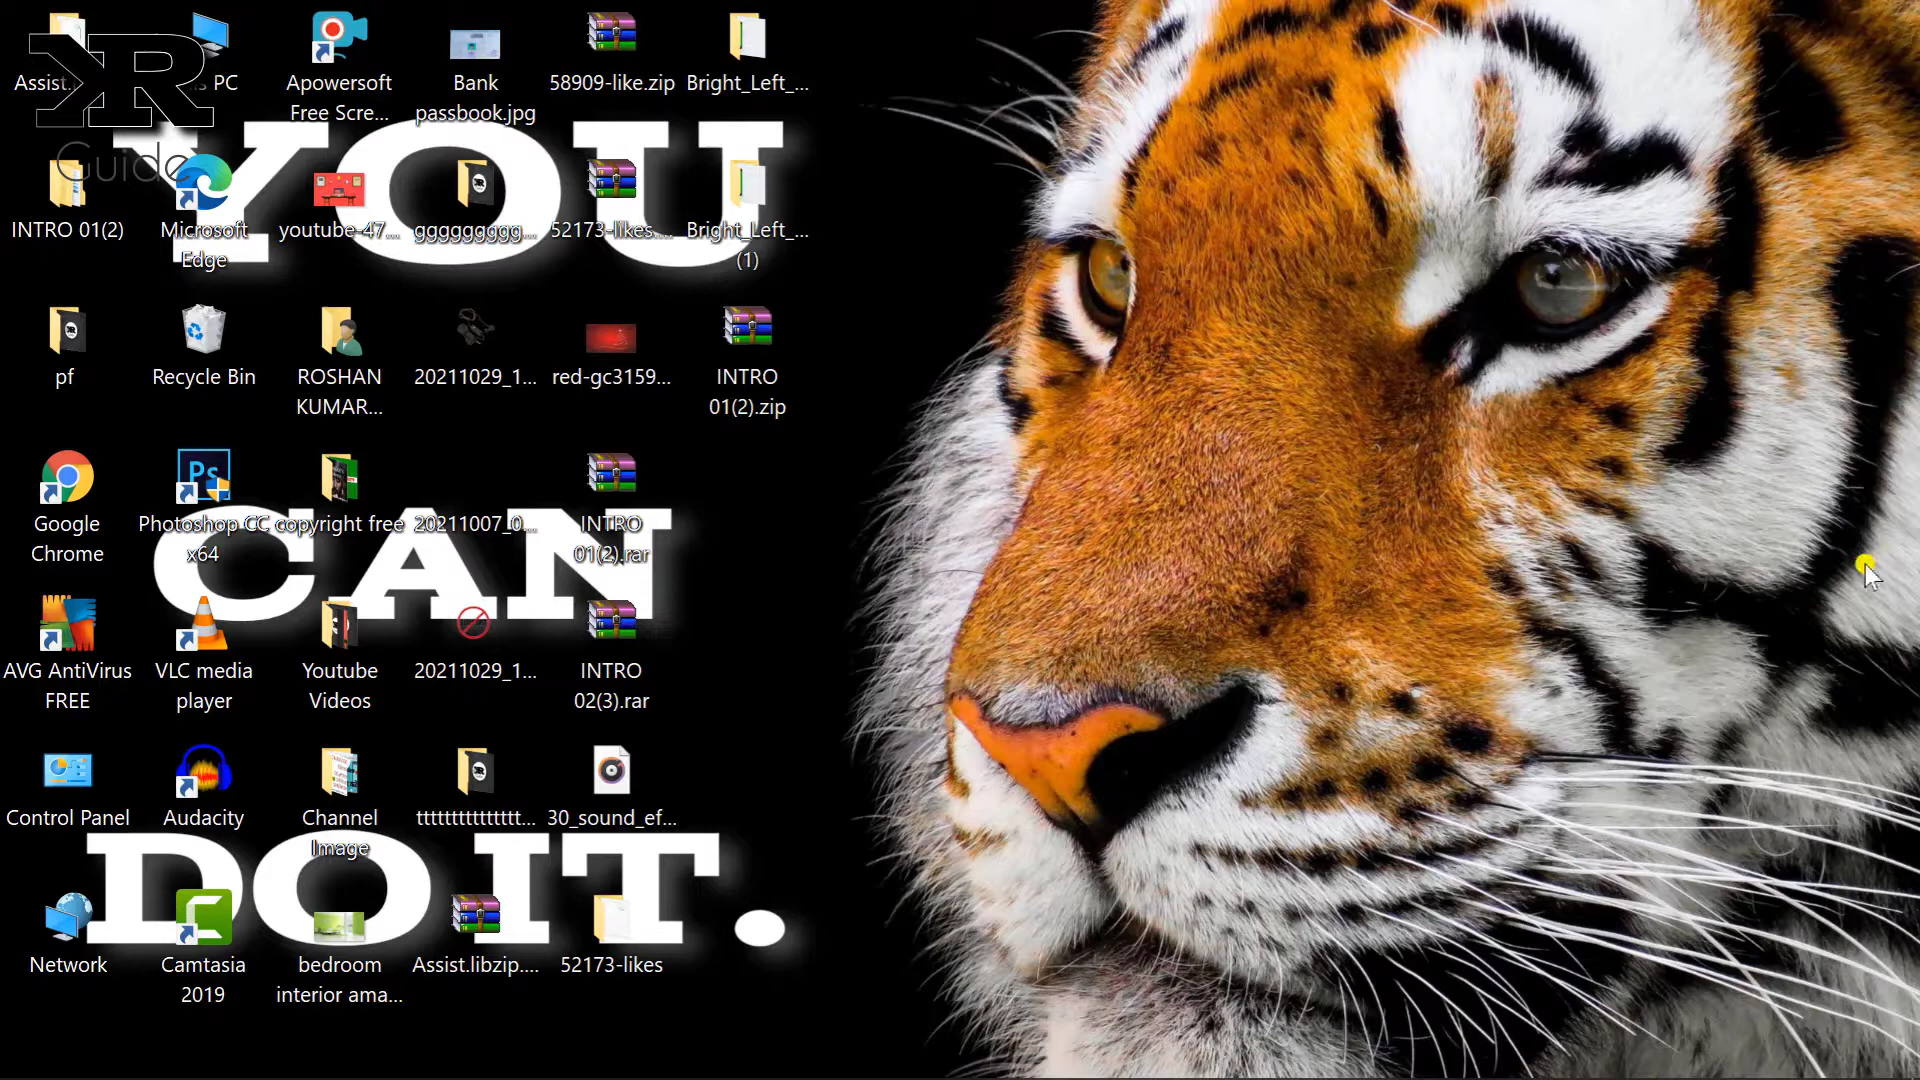 Assist.
s PC
Apowersoft
Free Scre...
Bank
passbook.jpg
58909-like.zip
Bright_Left_...
KR
Guide
YOU
INTRO 01(2)
Microsoft
Edge
youtube-47...
ggggggggg...
52173-likes....
Bright_Left_...
(1)
pf
Recycle Bin
ROSHAN
KUMAR...
20211029_1...
red-gc3159...
INTRO
01(2).zip
Google
Chrome
Ps
Photoshop CC
x64
copyright free
20211007_0...
INTRO
01(2).rar
CAN
AVG AntiVirus
FREE
VLC media
player
Youtube
Videos
20211029_1...
INTRO
02(3).rar
Control Panel
Audacity
Channel
Image
tttttttttttttt...
30_sound_ef...
DO IT.
Network
Camtasia
2019
bedroom
interior ama...
Assist.libzip....
52173-likes